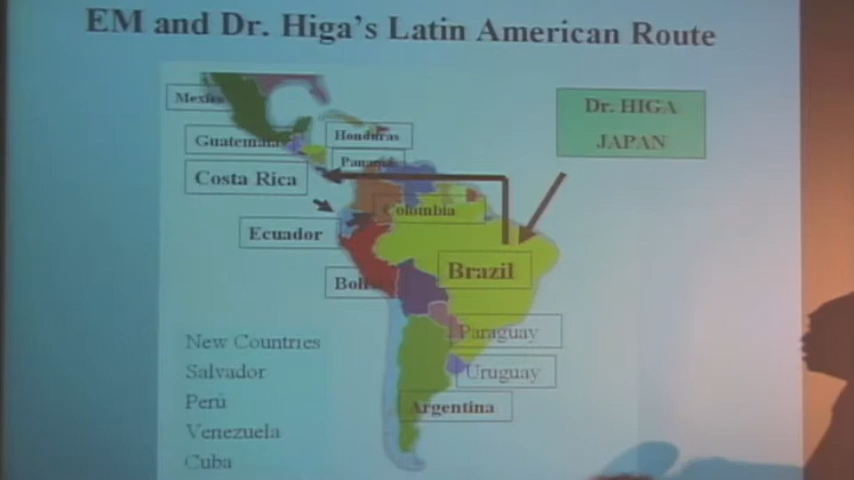 EM and Dr. Higa's Latin American Route
Mexico
Dr. HIGA
JAPAN
Guatemala
Honduras
Panama
Costa Rica
Colombia
Ecuador
Brazil
Paraguay
Uruguay
Argentina
New Countries
Salvador
Perú
Venezuela
Cuba